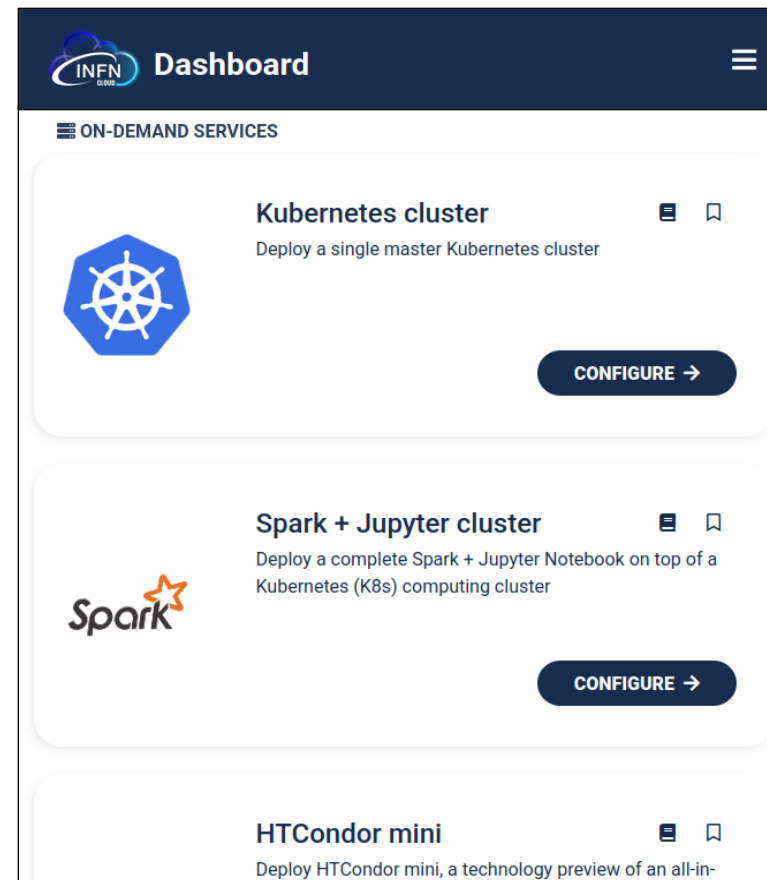 INFN
CLOUD
Dashboard
ON-DEMAND SERVICES
Kubernetes cluster
Deploy a single master Kubernetes cluster
CONFIGURE →
Spark + Jupyter cluster
Deploy a complete Spark + Jupyter Notebook on top of a
Kubernetes (K8s) computing cluster
Spark
CONFIGURE →
HTCondor mini
Deploy HTCondor mini, a technology preview of an all-in-